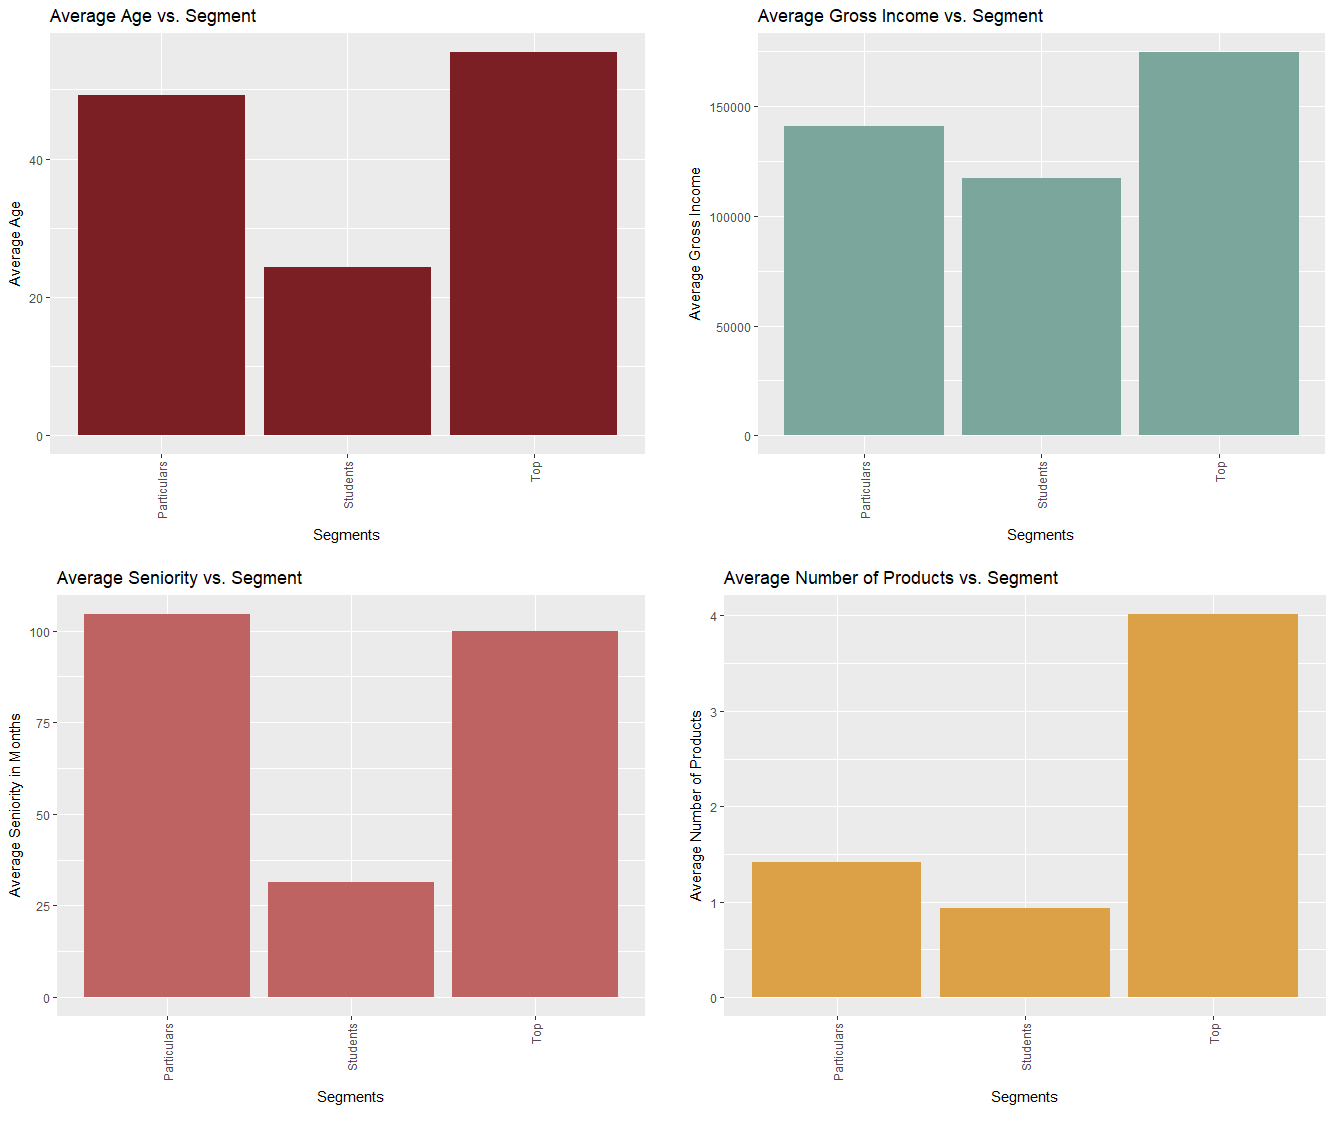 Average Age vs. Segment
Average Age
40
20
0
Particulars
Students
Top
Segments
Average Gross Income vs. Segment
Average Gross Income
150000
100000
50000
0
Particulars
Students
Top
Segments
Average Seniority vs. Segment
Average Seniority in Months
100
75
50
25
0
Particulars
Students
Top
Segments
Average Number of Products vs. Segment
Average Number of Products
4
3
2
1
0
Particulars
Students
Top
Segments